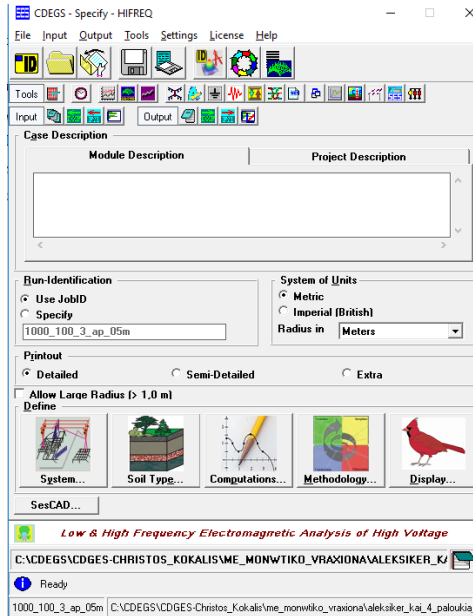 CDEGS - Specify - HIFREQ
File Input Output Tools Settings License Help
ID
Tools
Input Output
Case Description
Module Description Project Description
Run-Identification
Use JobID
Specify
1000_100_3_ap_05m
System of Units
Metric
Imperial (British)
Radius in Meters
Printout
Detailed Semi-Detailed Extra
Allow Large Radius (> 1,0 m)
Define
System... Soil Type... Computations... Methodology... Display...
SesCAD...
Low & High Frequency Electromagnetic Analysis of High Voltage
C:\CDEGS\CDGES-CHRISTOS_KOKALIS\ME_MONWTIKO_VRAXIONA\ALEKSIKER_K
Ready
1000_100_3_ap_05m C:\CDEGS\CDGES-Christos_Kokalis\me_monwtiko_vraxiona\aleksiker_kai_4_paloukia